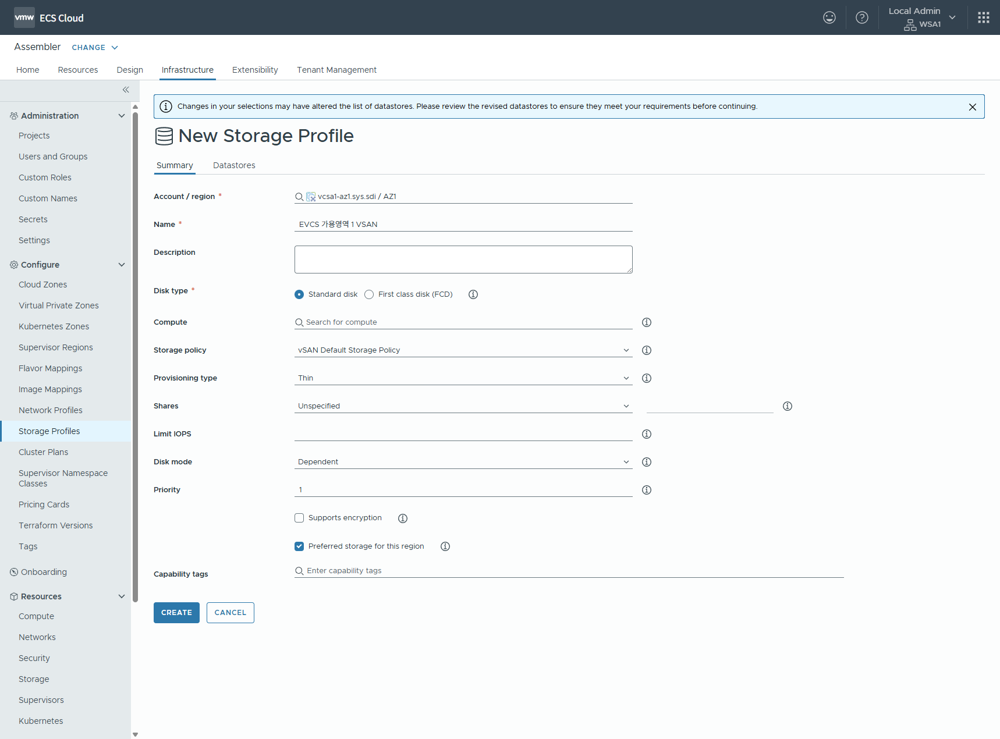 vmw ECS Cloud
Local Admin
WSA1
Assembler CHANGE
Home Resources Design Infrastructure Extensibility Tenant Management
Administration
Projects
Users and Groups
Custom Roles
Custom Names
Secrets
Settings
Configure
Cloud Zones
Virtual Private Zones
Kubernetes Zones
Supervisor Regions
Flavor Mappings
Image Mappings
Network Profiles
Storage Profiles
Cluster Plans
Supervisor Namespace
Classes
Pricing Cards
Terraform Versions
Tags
Onboarding
Resources
Compute
Networks
Security
Storage
Supervisors
Kubernetes
Changes in your selections may have altered the list of datastores. Please review the revised datastores to ensure they meet your requirements before continuing.
New Storage Profile
Summary Datastores
Account / region * vcsa1-az1.sys.sdi / AZ1
Name * EVCS 가용영역 1 VSAN
Description
Disk type * Standard disk First class disk (FCD)
Compute Search for compute
Storage policy vSAN Default Storage Policy
Provisioning type Thin
Shares Unspecified
Limit IOPS
Disk mode Dependent
Priority 1
Supports encryption
Preferred storage for this region
Capability tags Enter capability tags
CREATE CANCEL